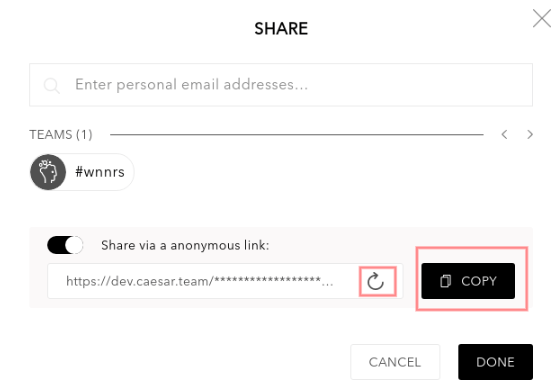 SHARE
Enter personal email addresses...
TEAMS (1)
#wnnrs
Share via a anonymous link:
https://dev.caesar.team/******************...
COPY
CANCEL
DONE